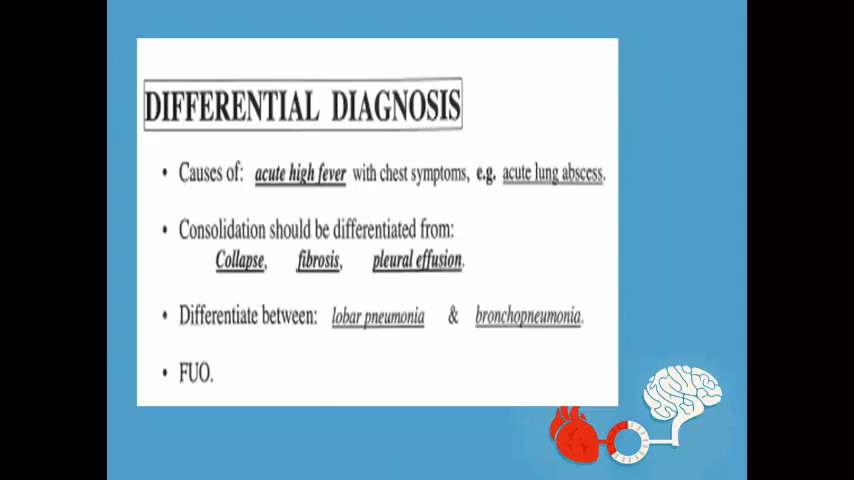 DIFFERENTIAL DIAGNOSIS
• Causes of: acute high fever with chest symptoms, e.g. acute lung abscess.
• Consolidation should be differentiated from:
Collapse, fibrosis, pleural effusion.
• Differentiate between: lobar pneumonia & bronchopneumonia.
• FUO.